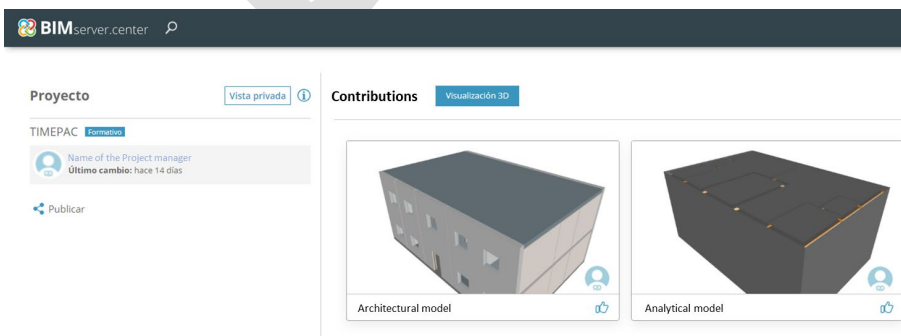 BIMserver.center
Proyecto
Vista privada
Contributions
Visualización 3D
TIMEPAC Formativo
Name of the Project manager
Último cambio: hace 14 días
Publicar
Architectural model
Analytical model